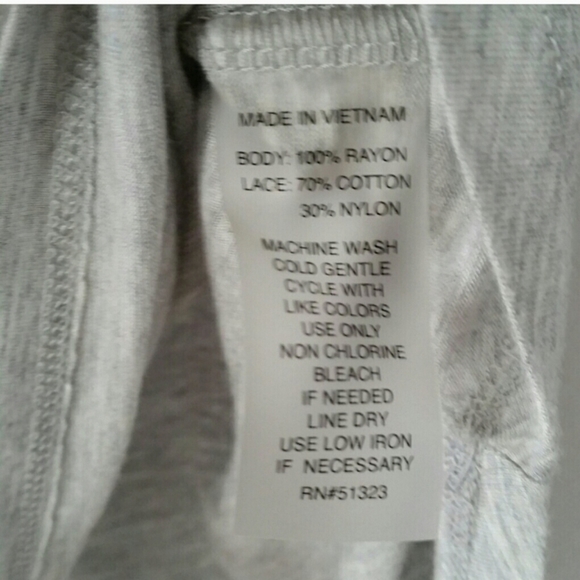 MADE IN VIETNAM
BODY: 100% RAYON
LACE: 70% COTTON
30% NYLON
MACHINE WASH
COLD GENTLE
CYCLE WITH
LIKE COLORS
USE ONLY
NON CHLORINE
BLEACH
IF NEEDED
LINE DRY
USE LOW IRON
IF NECESSARY
RN#51323